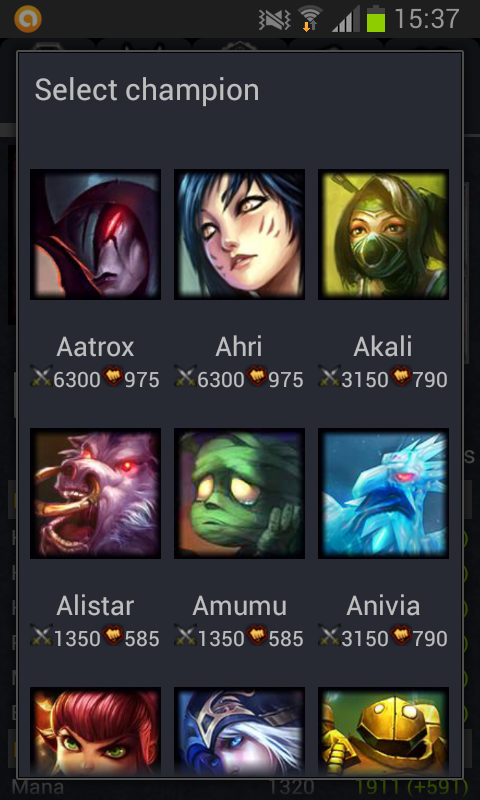 15:37
Select champion
Aatrox Ahri Akali
6300 975 6300 975 3150 790
Alistar Amumu Anivia
1350 585 1350 585 3150 790
Mana 1320 1911 (+591)